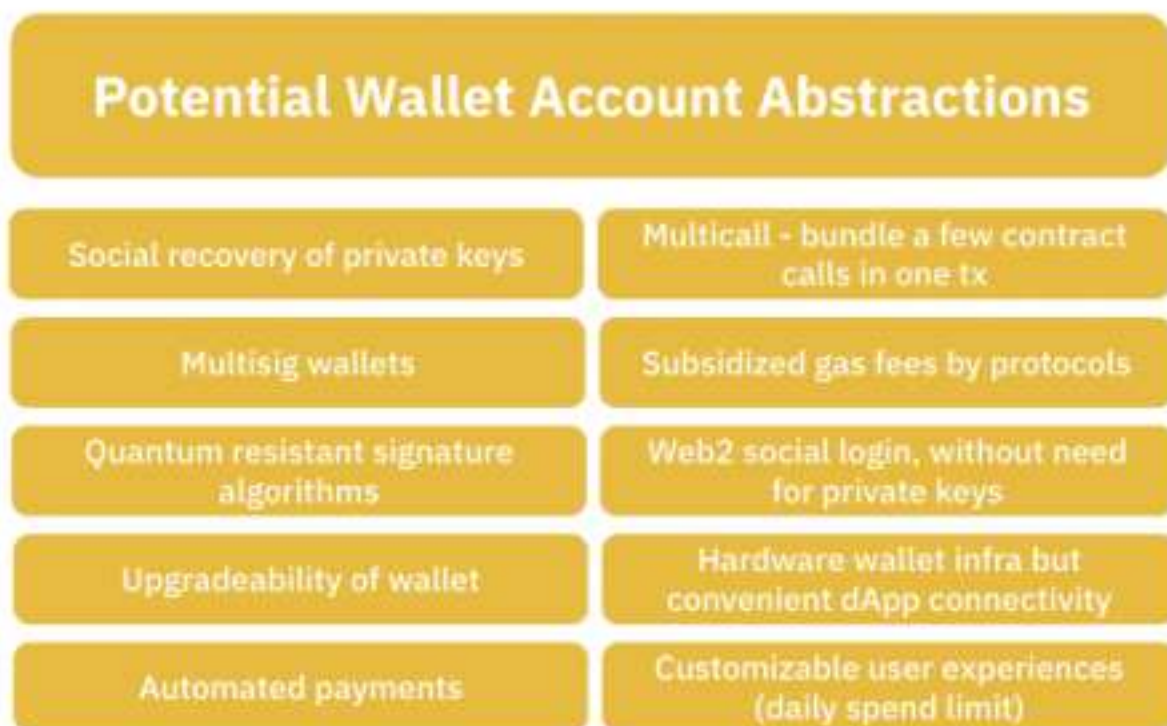 Potential Wallet Account Abstractions
Social recovery of private keys
Multicall - bundle a few contract
calls in one tx
Multisig wallets
Subsidized gas fees by protocols
Quantum resistant signature
algorithms
Web2 social login, without need
for private keys
Upgradeability of wallet
Hardware wallet infra but
convenient dApp connectivity
Automated payments
Customizable user experiences
(daily spend limit)